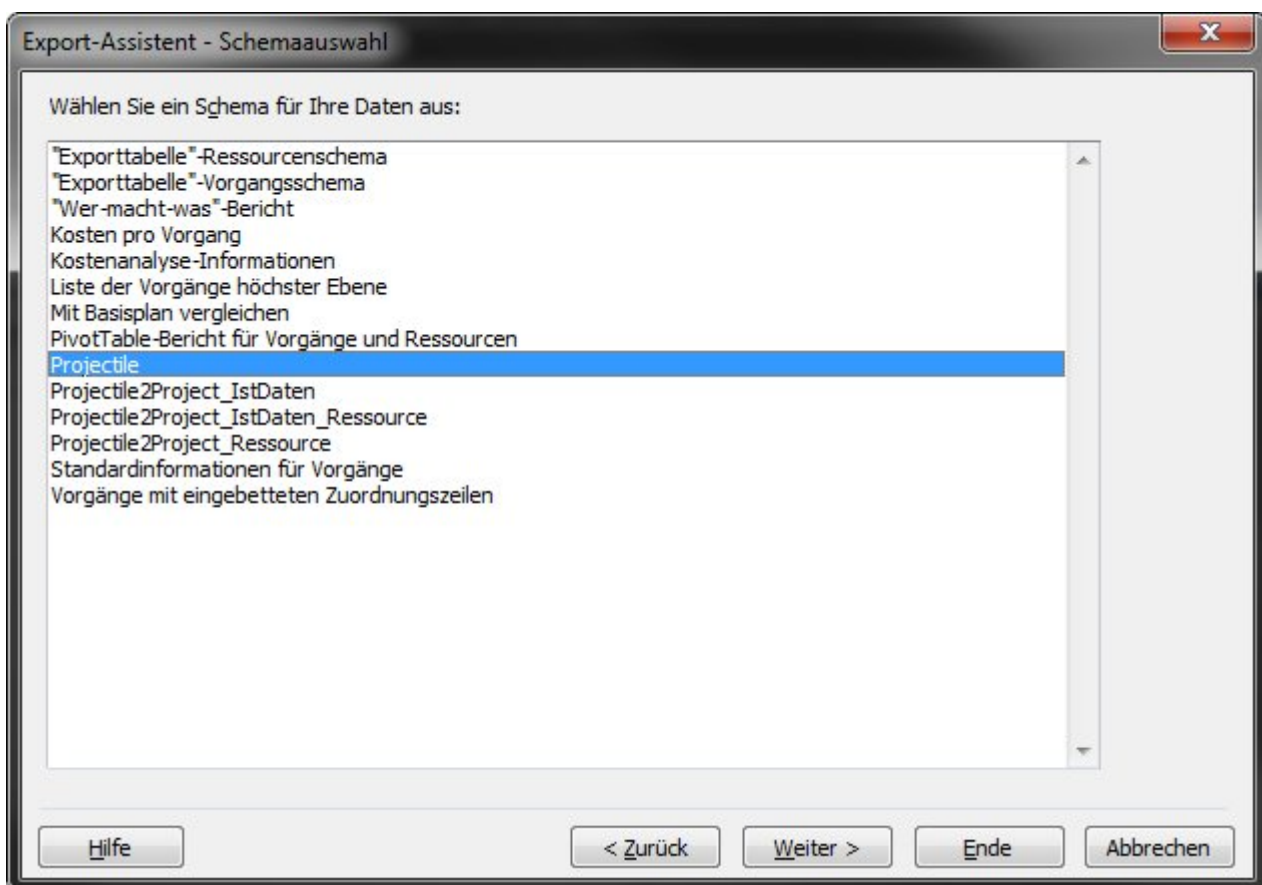 Export-Assistent - Schemaauswahl
Wählen Sie ein Schema für Ihre Daten aus:
"Exporttabelle"-Ressourcenschema
"Exporttabelle"-Vorgangsschema
"Wer-macht-was"-Bericht
Kosten pro Vorgang
Kostenanalyse-Informationen
Liste der Vorgänge höchster Ebene
Mit Basisplan vergleichen
PivotTable-Bericht für Vorgänge und Ressourcen
Projectile
Projectile2Project_IstDaten
Projectile2Project_IstDaten_Ressource
Projectile2Project_Ressource
Standardinformationen für Vorgänge
Vorgänge mit eingebetteten Zuordnungszeilen
Hilfe < Zurück Weiter > Ende Abbrechen